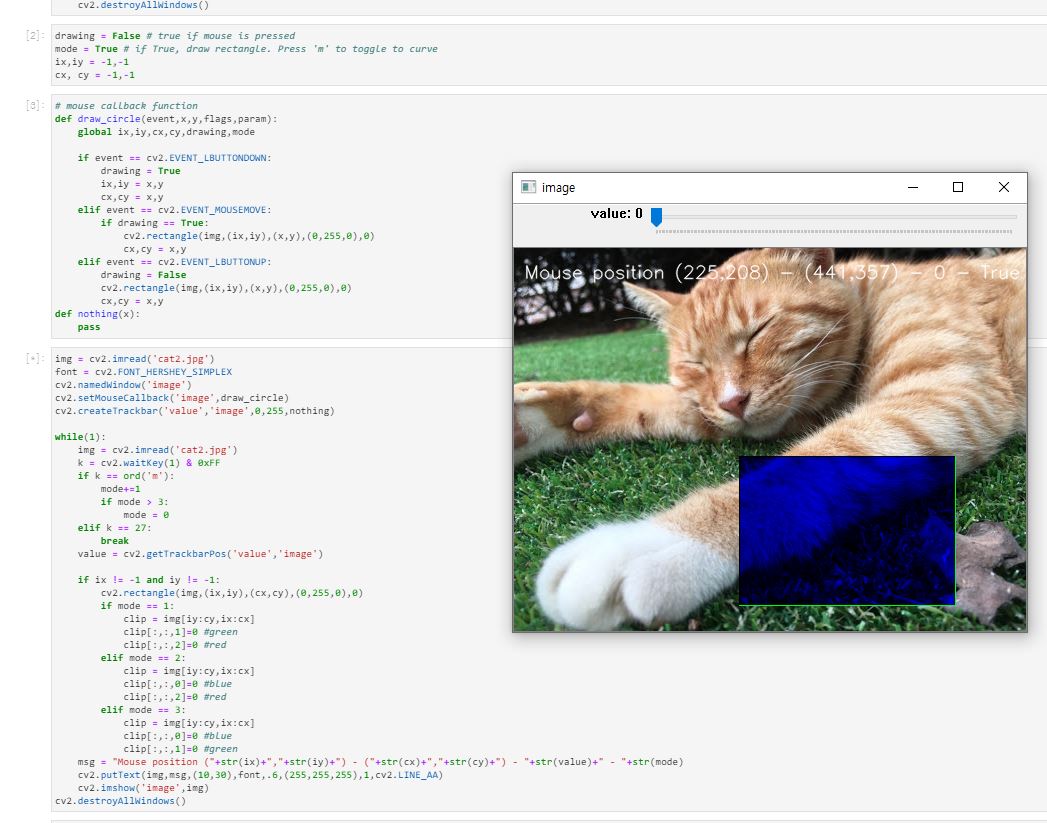 cv2.destroyAllWindows()
[2]:
drawing = False # true if mouse is pressed
mode = True # if True, draw rectangle. Press 'm' to toggle to curve
ix,iy = -1,-1
cx, cy = -1,-1
[3]:
# mouse callback function
def draw_circle(event,x,y,flags,param):
    global ix,iy,cx,cy,drawing,mode

    if event == cv2.EVENT_LBUTTONDOWN:
        drawing = True
        ix,iy = x,y
        cx,cy = x,y
    elif event == cv2.EVENT_MOUSEMOVE:
        if drawing == True:
            cv2.rectangle(img,(ix,iy),(x,y),(0,255,0),0)
            cx,cy = x,y
    elif event == cv2.EVENT_LBUTTONUP:
        drawing = False
        cv2.rectangle(img,(ix,iy),(x,y),(0,255,0),0)
        cx,cy = x,y
def nothing(x):
    pass
[*]:
img = cv2.imread('cat2.jpg')
font = cv2.FONT_HERSHEY_SIMPLEX
cv2.namedWindow('image')
cv2.setMouseCallback('image',draw_circle)
cv2.createTrackbar('value','image',0,255,nothing)

while(1):
    img = cv2.imread('cat2.jpg')
    k = cv2.waitKey(1) & 0xFF
    if k == ord('m'):
        mode+=1
        if mode > 3:
            mode = 0
    elif k == 27:
        break
    value = cv2.getTrackbarPos('value','image')

    if ix != -1 and iy != -1:
        cv2.rectangle(img,(ix,iy),(cx,cy),(0,255,0),0)
        if mode == 1:
            clip = img[iy:cy,ix:cx]
            clip[:,:,1]=0 #green
            clip[:,:,2]=0 #red
        elif mode == 2:
            clip = img[iy:cy,ix:cx]
            clip[:,:,0]=0 #blue
            clip[:,:,2]=0 #red
        elif mode == 3:
            clip = img[iy:cy,ix:cx]
            clip[:,:,0]=0 #blue
            clip[:,:,1]=0 #green
    msg = "Mouse position ("+str(ix)+","+str(iy)+") - ("+str(cx)+","+str(cy)+") - "+str(value)+" - "+str(mode)
    cv2.putText(img,msg,(10,30),font,.6,(255,255,255),1,cv2.LINE_AA)
    cv2.imshow('image',img)
cv2.destroyAllWindows()
image
value: 0
Mouse position (225,208) - (441,357) - 0 - True